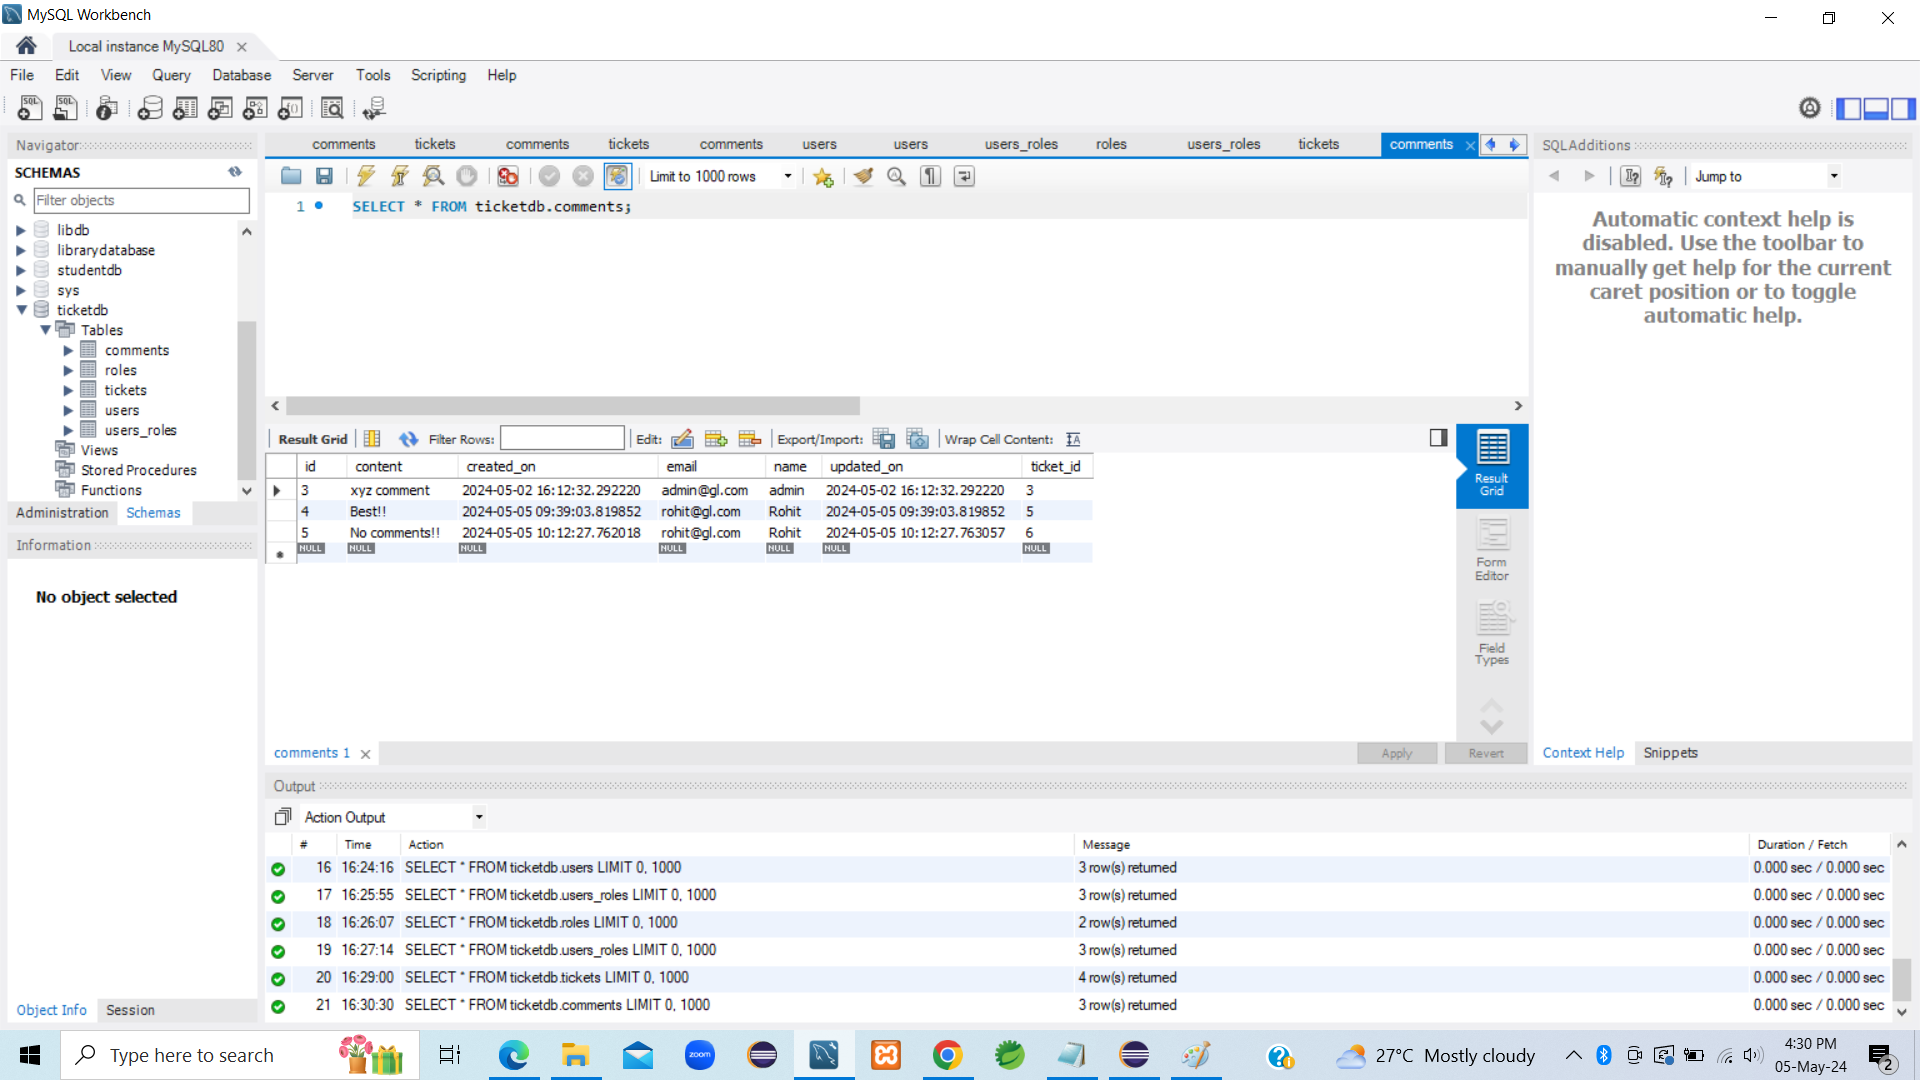 MySQL Workbench
Local instance MySQL80
File Edit View Query Database Server Tools Scripting Help
Navigator
SCHEMAS
Filter objects
libdb
librarydatabase
studentdb
sys
ticketdb
Tables
comments
roles
tickets
users
users_roles
Views
Stored Procedures
Functions
Administration Schemas
Information
No object selected
Object Info Session
comments tickets comments tickets comments users users users_roles roles users_roles tickets comments
Limit to 1000 rows
1 SELECT * FROM ticketdb.comments;
Result Grid Filter Rows: Edit: Export/Import: Wrap Cell Content:
id content created_on email name updated_on ticket_id
3 xyz comment 2024-05-02 16:12:32.292220 admin@gl.com admin 2024-05-02 16:12:32.292220 3
4 Best!! 2024-05-05 09:39:03.819852 rohit@gl.com Rohit 2024-05-05 09:39:03.819852 5
5 No comments!! 2024-05-05 10:12:27.762018 rohit@gl.com Rohit 2024-05-05 10:12:27.763057 6
NULL NULL NULL NULL NULL NULL NULL
Result
Grid
Form
Editor
Field
Types
comments 1
Apply Revert
SQLAdditions
Jump to
Automatic context help is
disabled. Use the toolbar to
manually get help for the current
caret position or to toggle
automatic help.
Context Help Snippets
Output
Action Output
# Time Action Message Duration / Fetch
16 16:24:16 SELECT * FROM ticketdb.users LIMIT 0, 1000 3 row(s) returned 0.000 sec / 0.000 sec
17 16:25:55 SELECT * FROM ticketdb.users_roles LIMIT 0, 1000 3 row(s) returned 0.000 sec / 0.000 sec
18 16:26:07 SELECT * FROM ticketdb.roles LIMIT 0, 1000 2 row(s) returned 0.000 sec / 0.000 sec
19 16:27:14 SELECT * FROM ticketdb.users_roles LIMIT 0, 1000 3 row(s) returned 0.000 sec / 0.000 sec
20 16:29:00 SELECT * FROM ticketdb.tickets LIMIT 0, 1000 4 row(s) returned 0.000 sec / 0.000 sec
21 16:30:30 SELECT * FROM ticketdb.comments LIMIT 0, 1000 3 row(s) returned 0.000 sec / 0.000 sec
Type here to search
zoom
27°C Mostly cloudy
4:30 PM
05-May-24
2